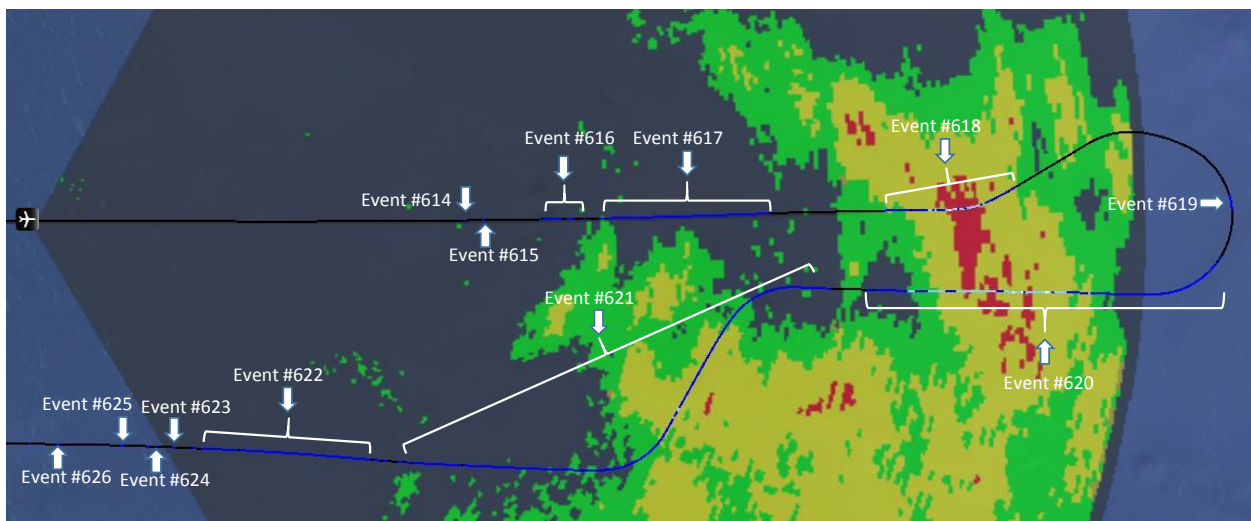 Event #616
Event #617
Event #618
Event #614
Event #619
Event #615
Event #621
Event #622
Event #620
Event #625
Event #623
Event #626
Event #624